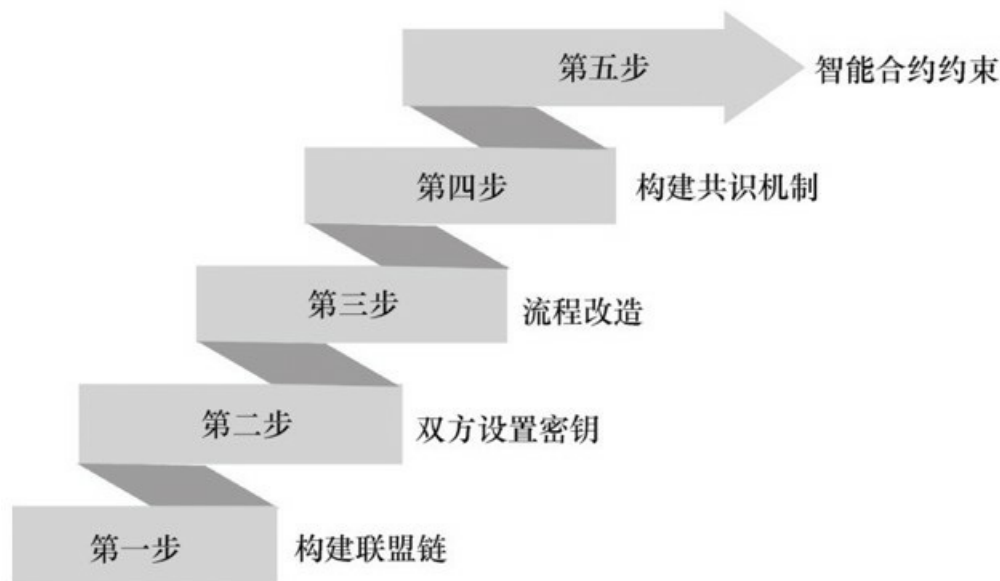 第五步
智能合约约束
第四步
构建共识机制
第三步
流程改造
第二步
双方设置密钥
第一步
构建联盟链